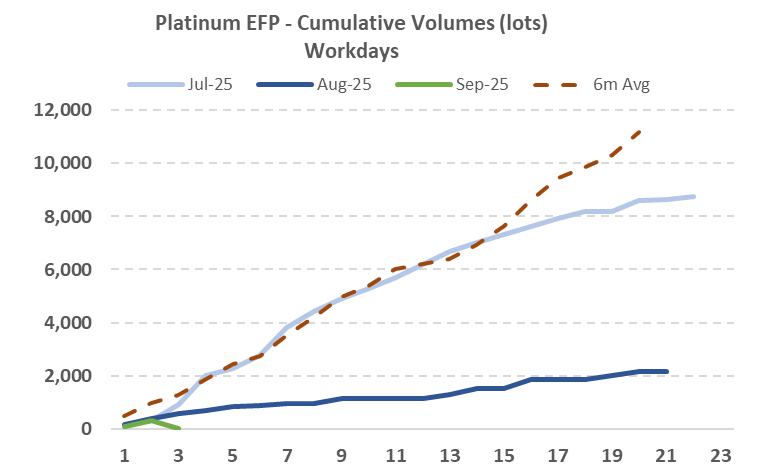 Platinum EFP - Cumulative Volumes (lots)
Workdays
Jul-25 Aug-25 Sep-25 6m Avg
12,000
10,000
8,000
6,000
4,000
2,000
0
1 3 5 7 9 11 13 15 17 19 21 23